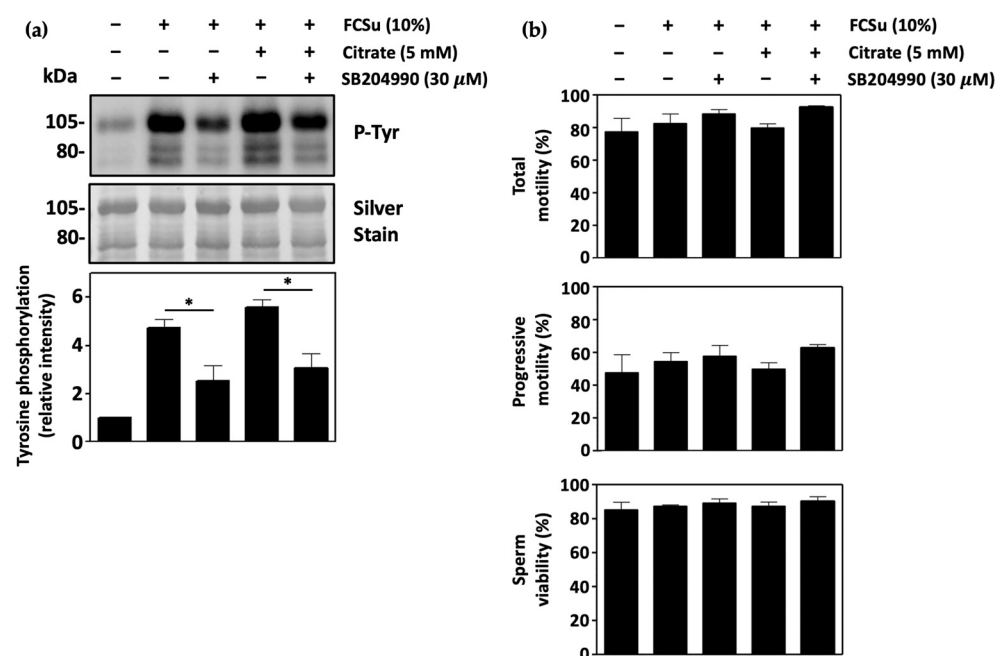 (a)
– + + + + FCSu (10%)
– – – + + Citrate (5 mM)
kDa – – + – + SB204990 (30 μM)
105-
80-
P-Tyr
105-
80-
Silver
Stain
Tyrosine phosphorylation
(relative intensity)
6
4
2
0
*
*
(b)
– + + + + FCSu (10%)
– – – + + Citrate (5 mM)
– – + – + SB204990 (30 μM)
Total
motility (%)
100
80
60
40
20
0
Progressive
motility (%)
100
80
60
40
20
0
Sperm
viability (%)
100
80
60
40
20
0